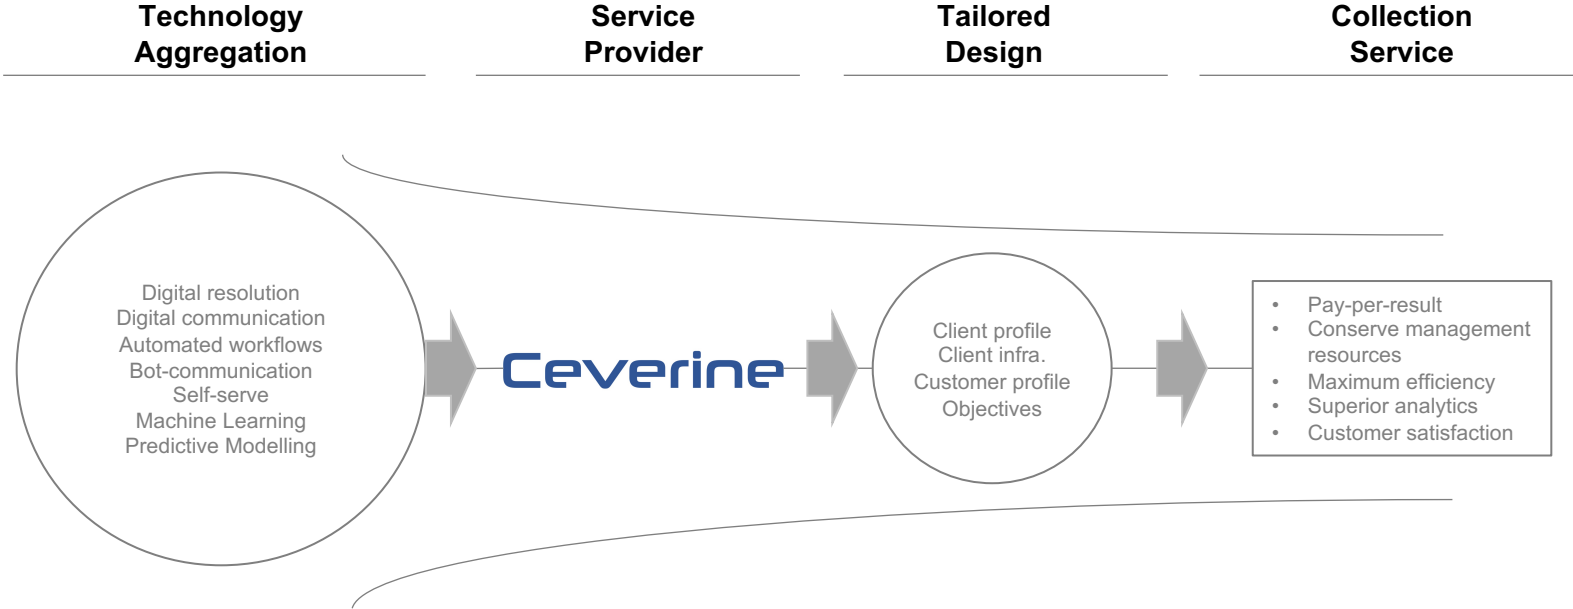 Technology
Aggregation
Service
Provider
Tailored
Design
Collection
Service
Digital resolution
Digital communication
Automated workflows
Bot-communication
Self-serve
Machine Learning
Predictive Modelling
Ceverine
Client profile
Client infra.
Customer profile
Objectives
• Pay-per-result
• Conserve management
resources
• Maximum efficiency
• Superior analytics
• Customer satisfaction